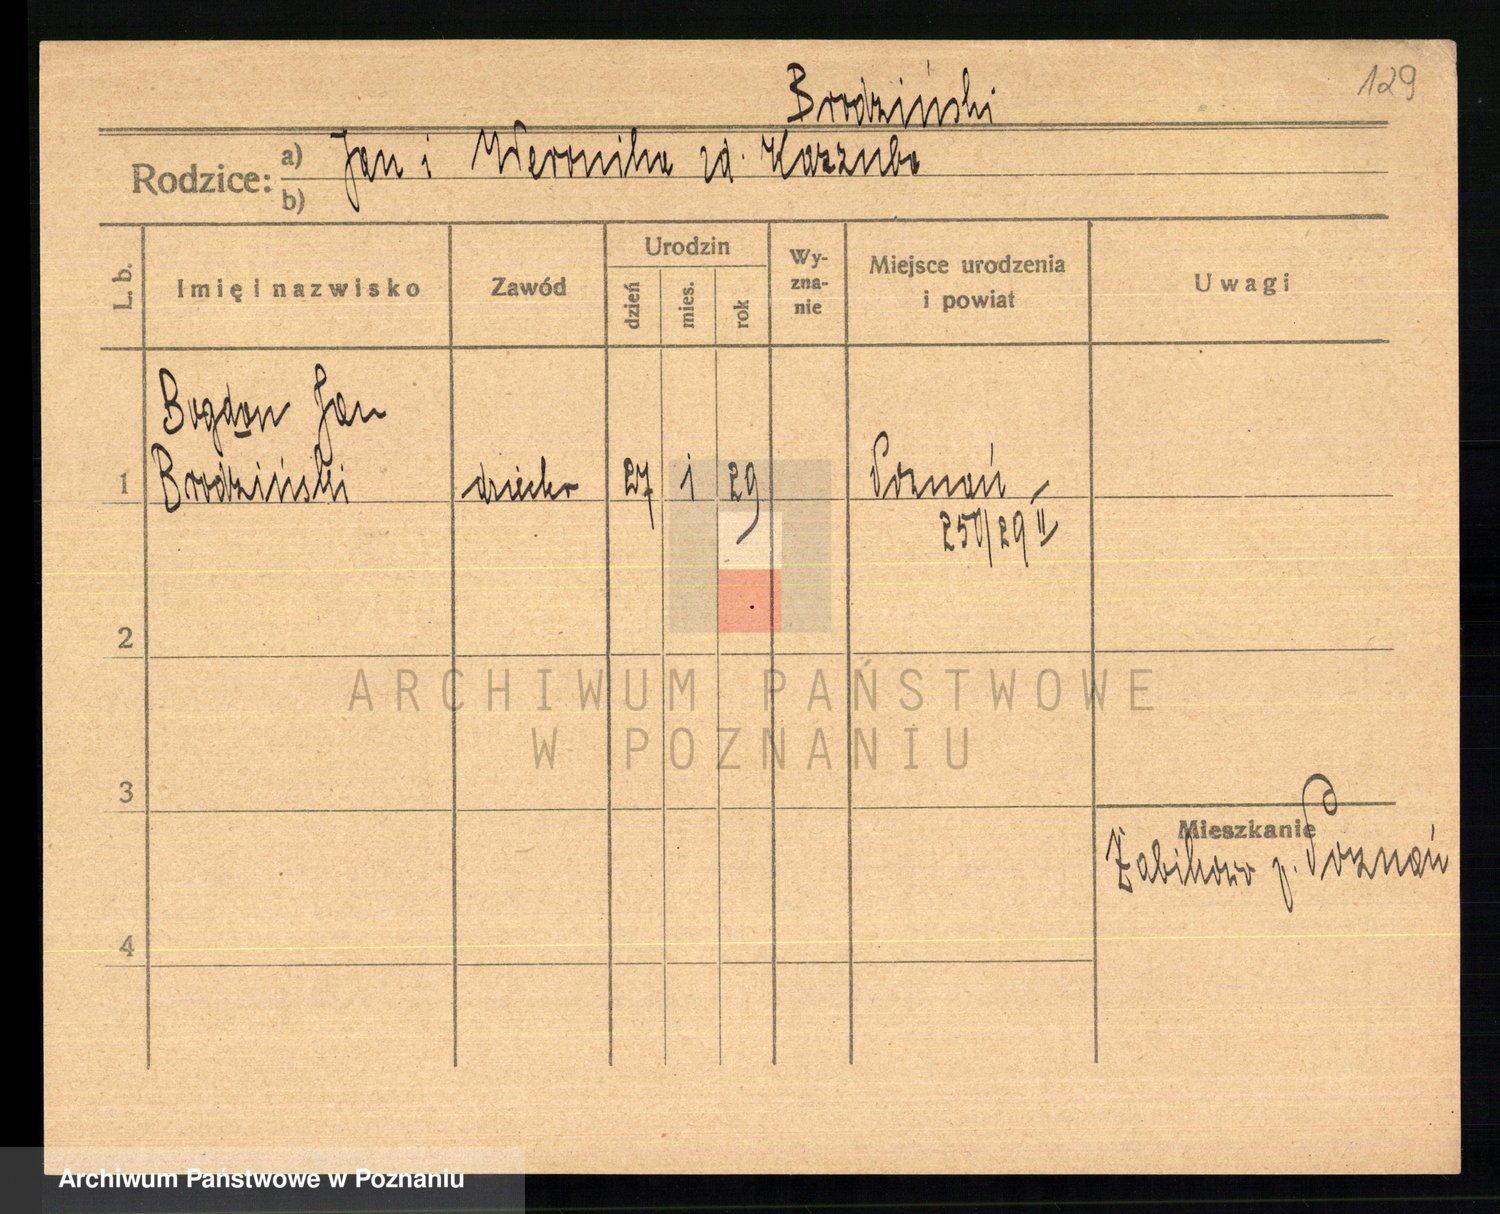 129
Brodziński
Rodzice: a) Jan i Weronika zd. Kaczuba
b)
L. b. Imię i nazwisko Zawód Urodzin dzień mies. rok Wy-zna-nie Miejsce urodzenia i powiat Uwagi
Bogdan Jan
1 Brodziński dziecko 27 1 29 Poznań
250/29 II
2
ARCHIWUM PAŃSTWOWE
W POZNANIU
3
Mieszkanie
Żabikowo p. Poznań
4
Archiwum Państwowe w Poznaniu